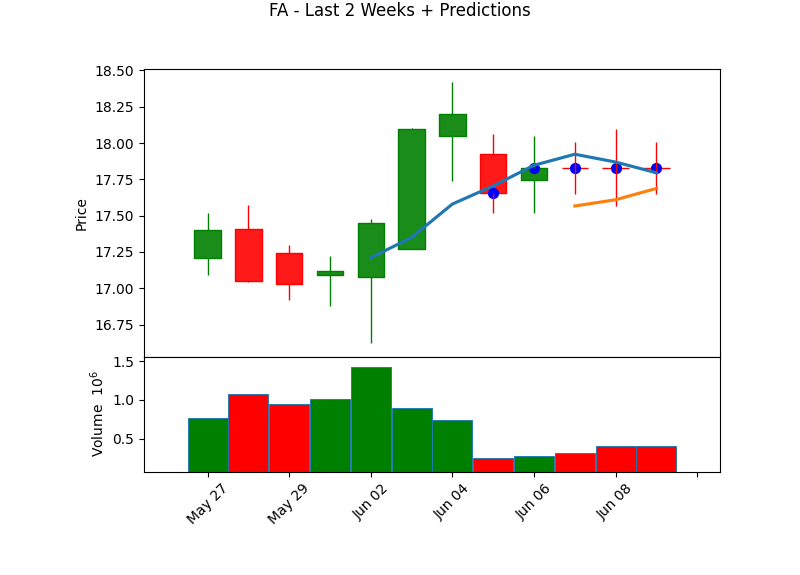 FA - Last 2 Weeks + Predictions
18.50
18.25
18.00
17.75
17.50
17.25
17.00
16.75
Price
1.5
1.0
0.5
Volume 10^6
May 27
May 29
Jun 02
Jun 04
Jun 06
Jun 08